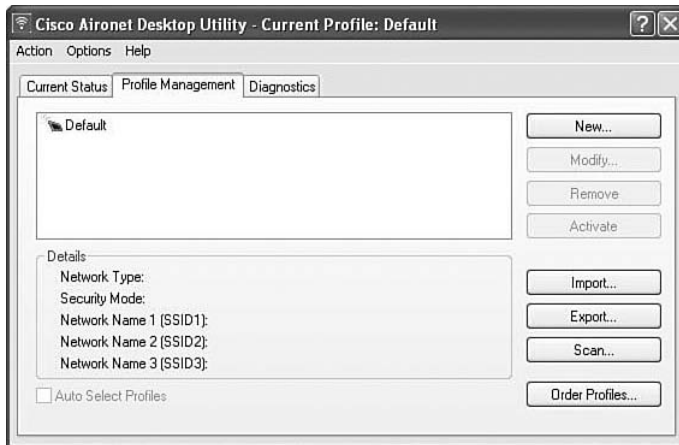 Cisco Aironet Desktop Utility - Current Profile: Default
Action Options Help
Current Status Profile Management Diagnostics
Default
New...
Modify...
Remove
Activate
Details
Network Type:
Security Mode:
Network Name 1 (SSID1):
Network Name 2 (SSID2):
Network Name 3 (SSID3):
Import...
Export...
Scan...
Auto Select Profiles
Order Profiles...